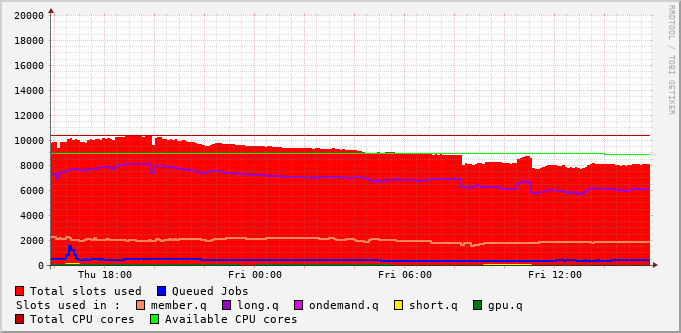 20000
18000
16000
14000
12000
10000
8000
6000
4000
2000
0
Thu 18:00 Fri 00:00 Fri 06:00 Fri 12:00
Total slots used Queued Jobs
Slots used in : member.q long.q ondemand.q short.q gpu.q
Total CPU cores Available CPU cores
RRDTOOL / TOBI OETIKER